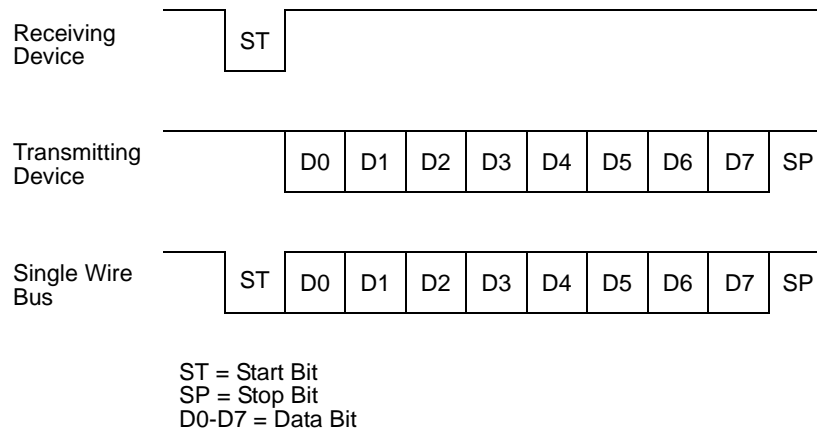 Receiving
Device
ST
Transmitting
Device
D0 D1 D2 D3 D4 D5 D6 D7 SP
Single Wire
Bus
ST D0 D1 D2 D3 D4 D5 D6 D7 SP
ST = Start Bit
SP = Stop Bit
D0-D7 = Data Bit